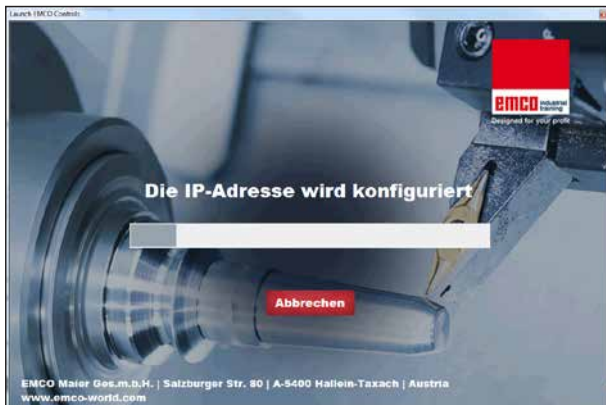 Launch EMCO Controls
emco industrial
training
Designed for your profit
Die IP-Adresse wird konfiguriert
Abbrechen
EMCO Maier Ges.m.b.H. | Salzburger Str. 80 | A-5400 Hallein-Taxach | Austria
www.emco-world.com